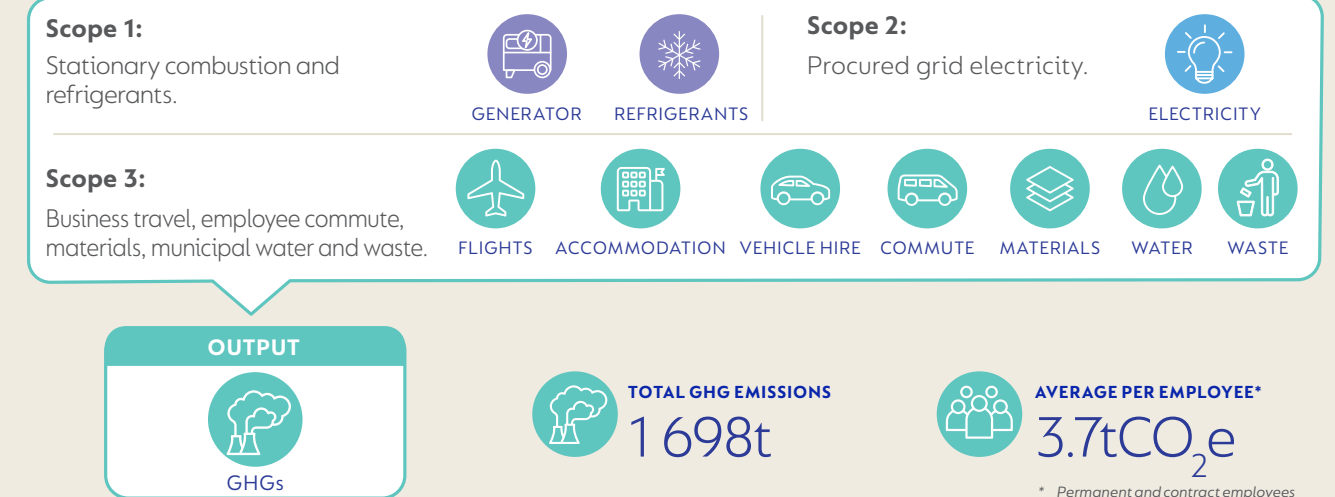 Scope 1:
Stationary combustion and
refrigerants.
GENERATOR
REFRIGERANTS
Scope 2:
Procured grid electricity.
ELECTRICITY
Scope 3:
Business travel, employee commute,
materials, municipal water and waste.
FLIGHTS
ACCOMMODATION
VEHICLE HIRE
COMMUTE
MATERIALS
WATER
WASTE
OUTPUT
GHGs
TOTAL GHG EMISSIONS
1 698t
AVERAGE PER EMPLOYEE*
3.7tCO₂e
* Permanent and contract employees